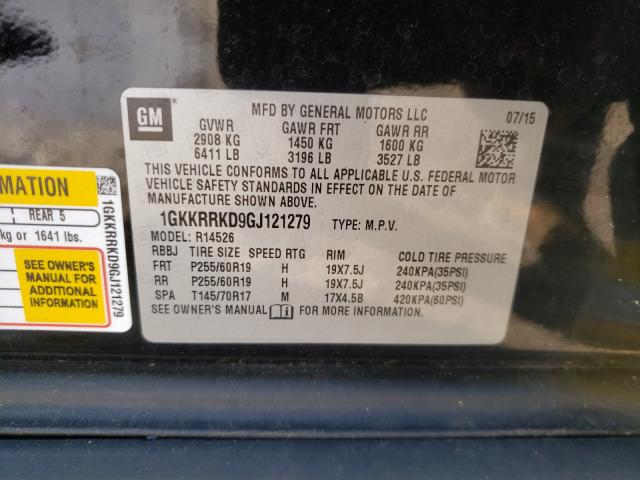 GM
MFD BY GENERAL MOTORS LLC 07/15
GVWR GAWR FRT GAWR RR
2908 KG 1450 KG 1600 KG
6411 LB 3196 LB 3527 LB
THIS VEHICLE CONFORMS TO ALL APPLICABLE U.S. FEDERAL MOTOR
VEHICLE SAFETY STANDARDS IN EFFECT ON THE DATE OF
MANUFACTURE SHOWN ABOVE.
1GKKRRKD9GJ121279 TYPE: M.P.V.
MODEL: R14526
RBBJ TIRE SIZE SPEED RTG RIM COLD TIRE PRESSURE
FRT P255/60R19 H 19X7.5J 240KPA(35PSI)
RR P255/60R19 H 19X7.5J 240KPA(35PSI)
SPA T145/70R17 M 17X4.5B 420KPA(60PSI)
SEE OWNER'S MANUAL FOR MORE INFORMATION.
MATION
REAR 5
kg or 1641 lbs.
SEE OWNER'S
MANUAL FOR
ADDITIONAL
INFORMATION
1GKKRRKD9GJ121279